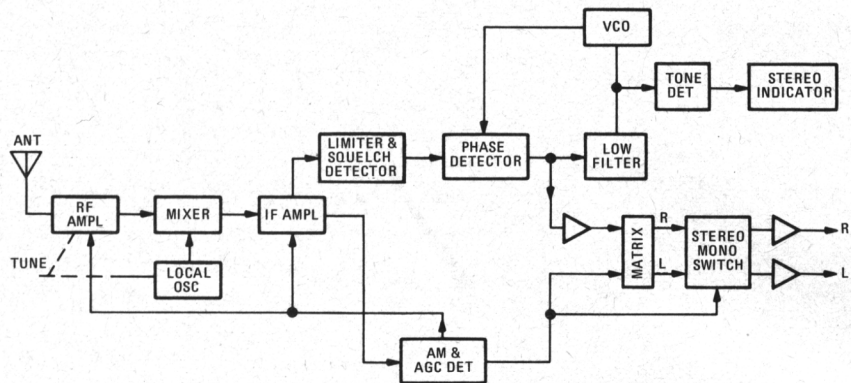 VCO
TONE
DET
STEREO
INDICATOR
ANT
LIMITER &
SQUELCH
DETECTOR
PHASE
DETECTOR
LOW
FILTER
RF
AMPL
MIXER
IF AMPL
MATRIX
R
L
STEREO
MONO
SWITCH
R
L
TUNE
LOCAL
OSC
AM &
AGC DET